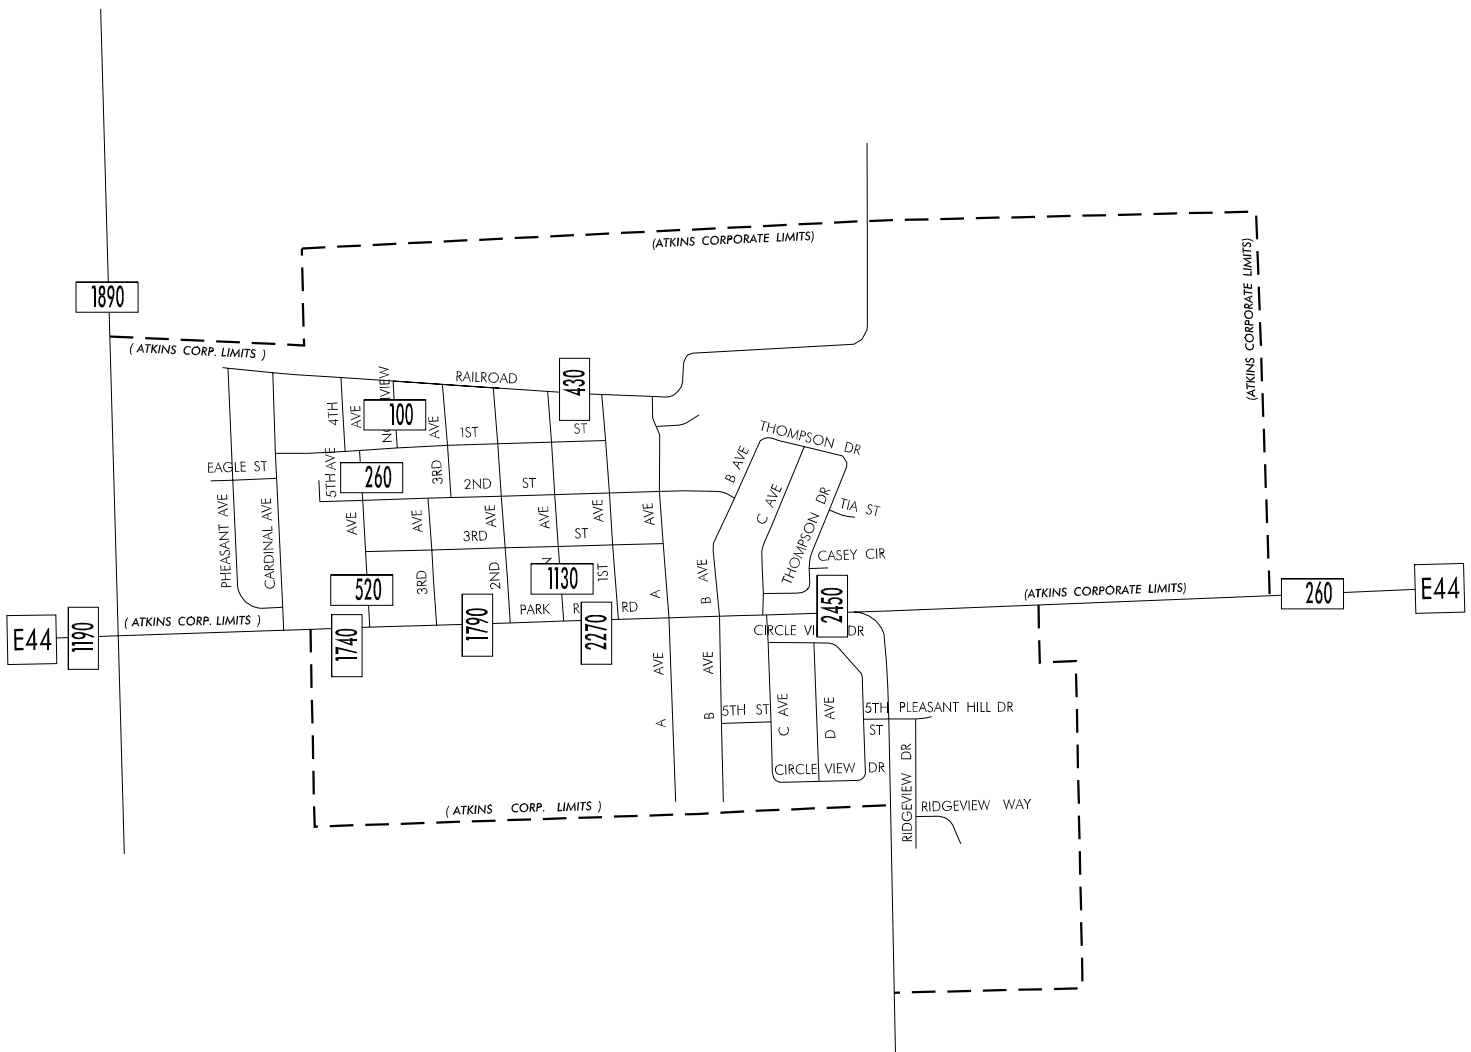 (ATKINS CORPORATE LIMITS)
(ATKINS CORPORATE LIMITS)
1890
( ATKINS CORP. LIMITS )
RAILROAD
430
4TH
AVE
VIEW
100
AVE
1ST
ST
THOMPSON DR
EAGLE ST
5TH AVE
260
3RD
2ND
ST
B AVE
C AVE
THOMPSON DR
TIA ST
PHEASANT AVE
CARDINAL AVE
AVE
AVE
AVE
AVE
AVE
AVE
3RD
ST
CASEY CIR
520
3RD
2ND
N
1130
1ST
A
B AVE
THOMPSON DR
2450
(ATKINS CORPORATE LIMITS)
260
E44
E44
1190
( ATKINS CORP. LIMITS )
1740
1790
PARK
RD
2270
CIRCLE VI
DR
A AVE
B AVE
5TH ST
C AVE
D AVE
5TH
ST
PLEASANT HILL DR
CIRCLE VIEW DR
RIDGEVIEW DR
RIDGEVIEW WAY
( ATKINS CORP. LIMITS )